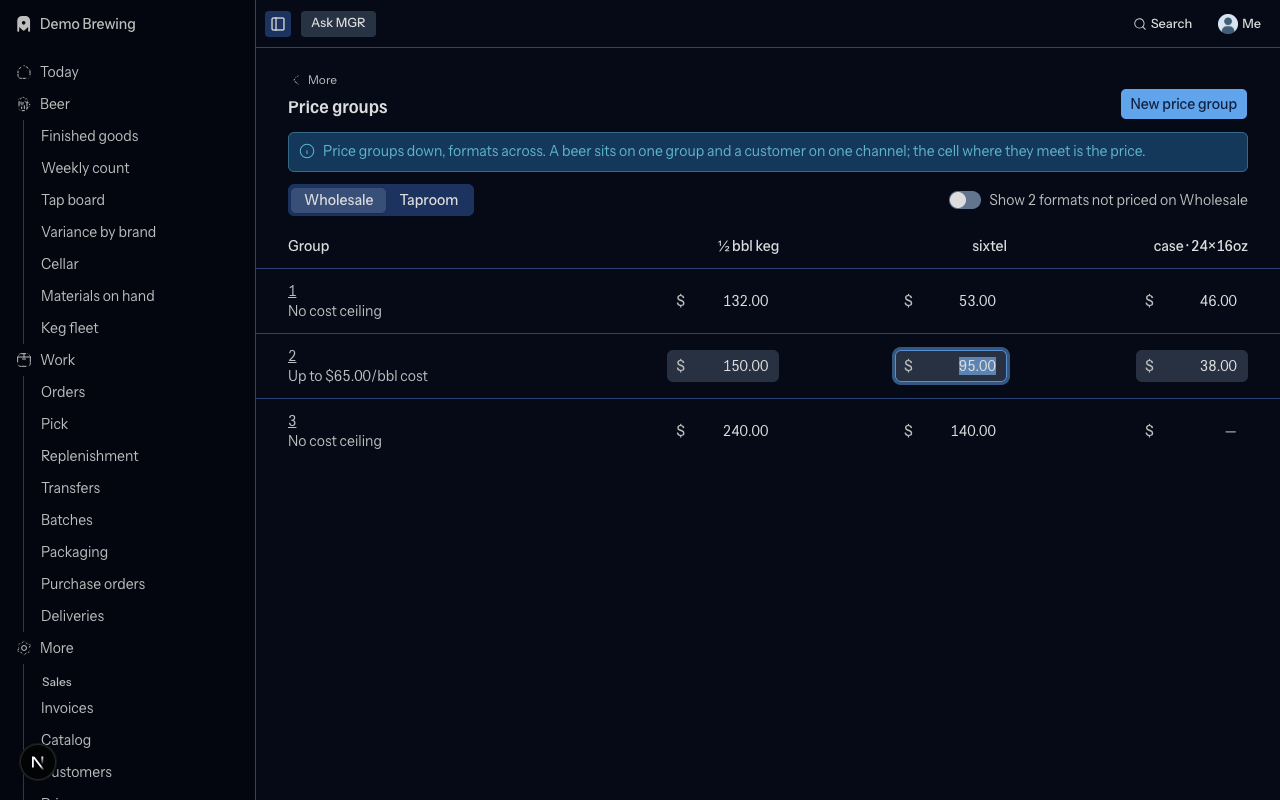 Demo Brewing
Ask MGR
Search
Me
Today
Beer
Finished goods
Weekly count
Tap board
Variance by brand
Cellar
Materials on hand
Keg fleet
Work
Orders
Pick
Replenishment
Transfers
Batches
Packaging
Purchase orders
Deliveries
More
Sales
Invoices
Catalog
ustomers
N
More
Price groups
New price group
Price groups down, formats across. A beer sits on one group and a customer on one channel; the cell where they meet is the price.
Wholesale Taproom
Show 2 formats not priced on Wholesale
Group ½ bbl keg sixtel case · 24×16oz
1
No cost ceiling
$ 132.00 $ 53.00 $ 46.00
2
Up to $65.00/bbl cost
$ 150.00 $ 95.00 $ 38.00
3
No cost ceiling
$ 240.00 $ 140.00 $ —